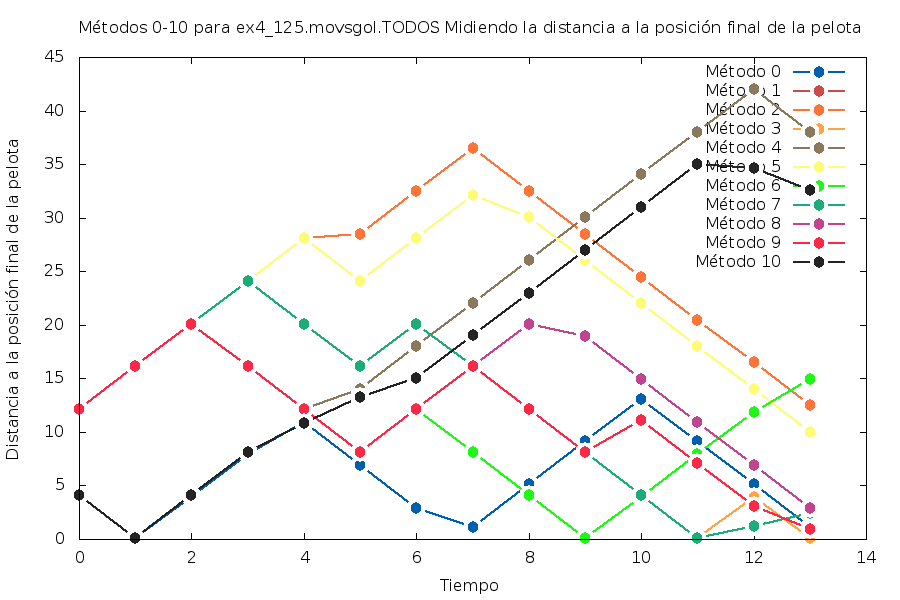 Métodos 0-10 para ex4_125.movsgol.TODOS Midiendo la distancia a la posición final de la pelota
45
40
35
30
25
20
15
10
5
0
Distancia a la posición final de la pelota
0 2 4 6 8 10 12 14
Tiempo
Método 0
Método 1
Método 2
Método 3
Método 4
Método 5
Método 6
Método 7
Método 8
Método 9
Método 10